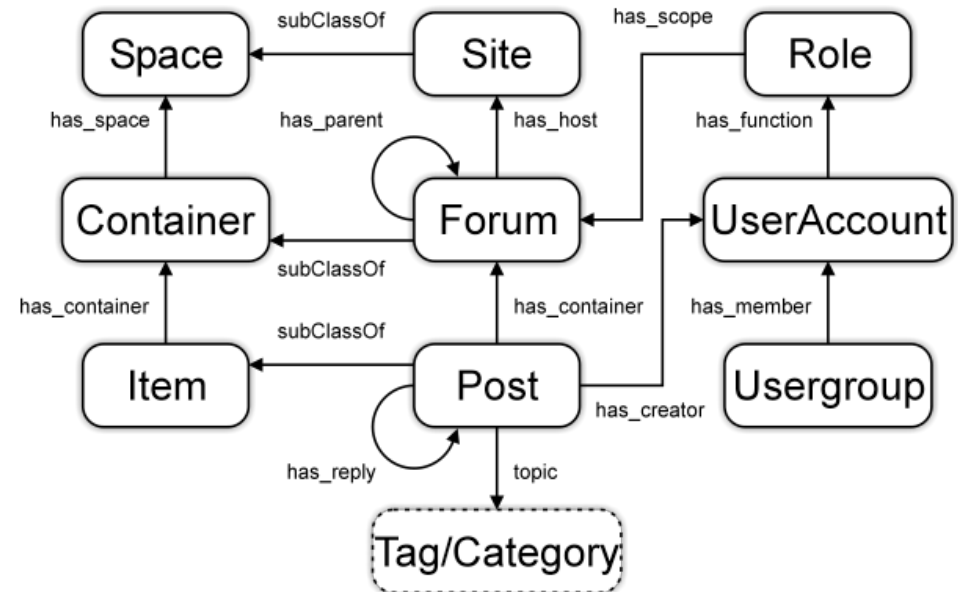 subClassOf
has_scope
Space
Site
Role
has_space
has_parent
has_host
has_function
Container
Forum
UserAccount
subClassOf
has_container
has_container
has_member
subClassOf
Item
Post
Usergroup
has_creator
has_reply
topic
Tag/Category